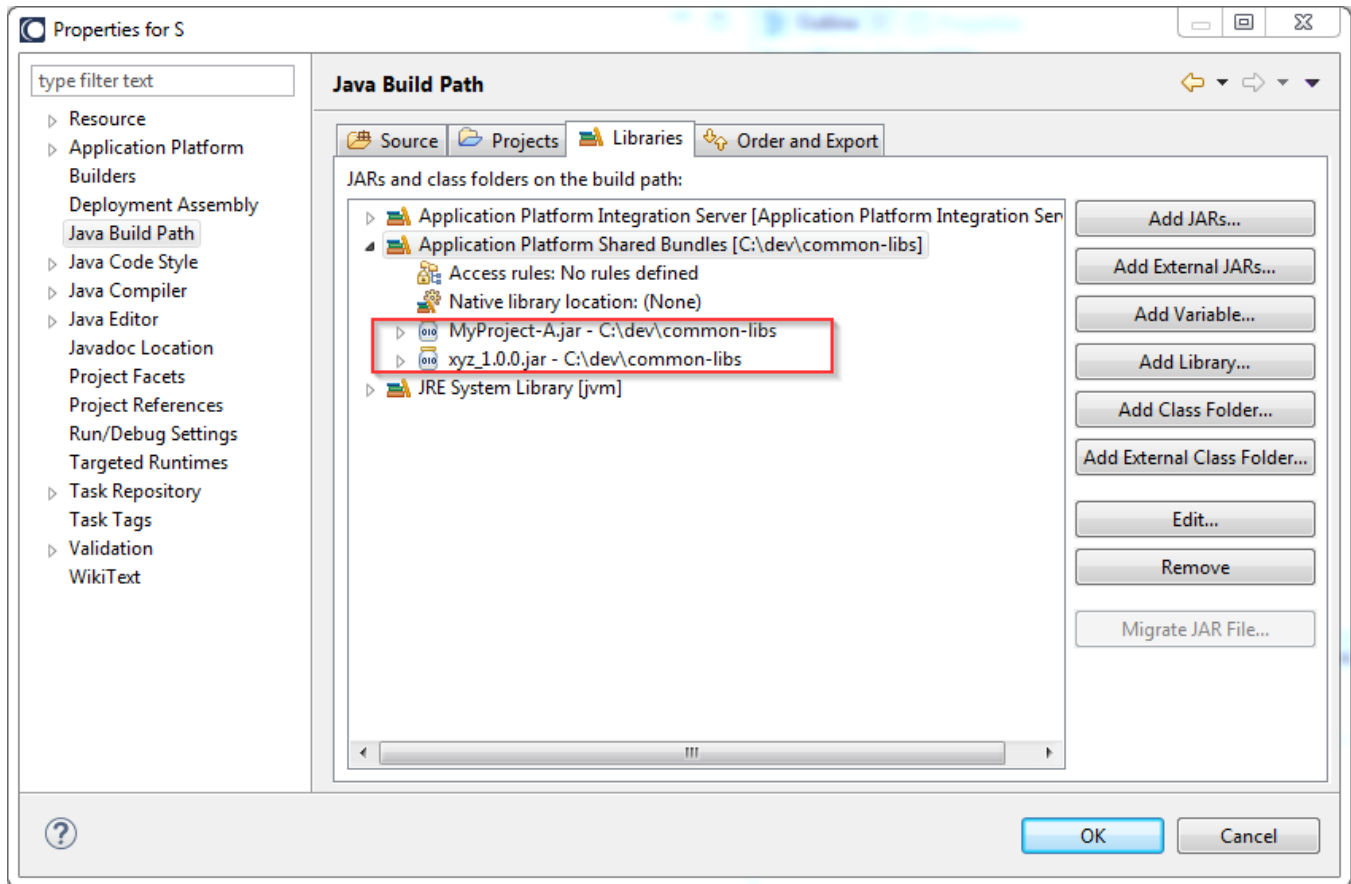 Properties for S
type filter text
Resource
Application Platform
Builders
Deployment Assembly
Java Build Path
Java Code Style
Java Compiler
Java Editor
Javadoc Location
Project Facets
Project References
Run/Debug Settings
Targeted Runtimes
Task Repository
Task Tags
Validation
WikiText
Java Build Path
Source
Projects
Libraries
Order and Export
JARs and class folders on the build path:
Application Platform Integration Server [Application Platform Integration Ser
Application Platform Shared Bundles [C:\dev\common-libs]
Access rules: No rules defined
Native library location: (None)
MyProject-A.jar - C:\dev\common-libs
xyz_1.0.0.jar - C:\dev\common-libs
JRE System Library [jvm]
Add JARs...
Add External JARs...
Add Variable...
Add Library...
Add Class Folder...
Add External Class Folder...
Edit...
Remove
Migrate JAR File...
OK
Cancel